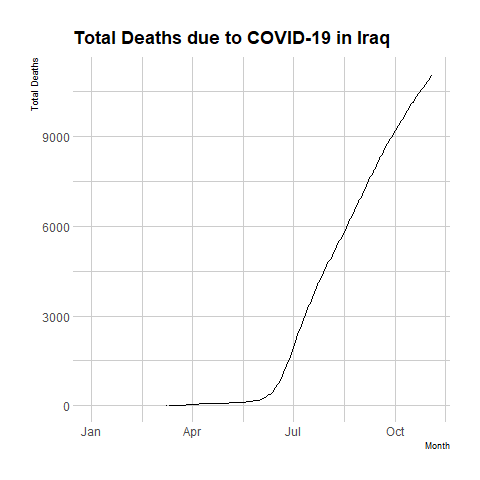 Total Deaths due to COVID-19 in Iraq
Total Deaths
9000
6000
3000
0
Jan Apr Jul Oct
Month